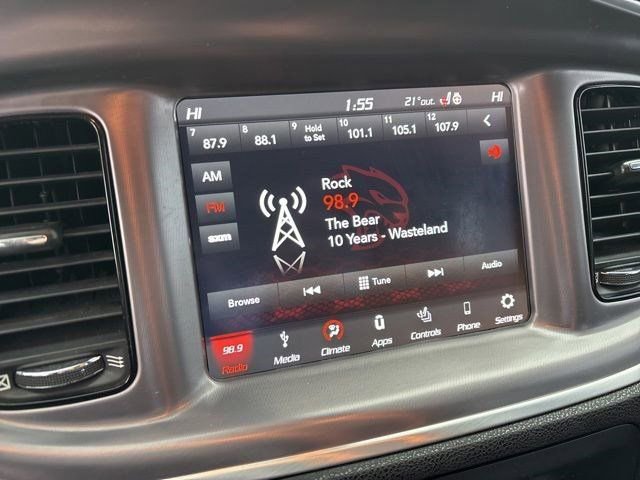 HI 1:55 21°out. HI
7 87.9 8 88.1 9 Hold to Set 10 101.1 11 105.1 12 107.9
AM
FM
SXM
Rock
98.9
The Bear
10 Years - Wasteland
Browse Tune Audio
98.9
Radio Media Climate Apps Controls Phone Settings